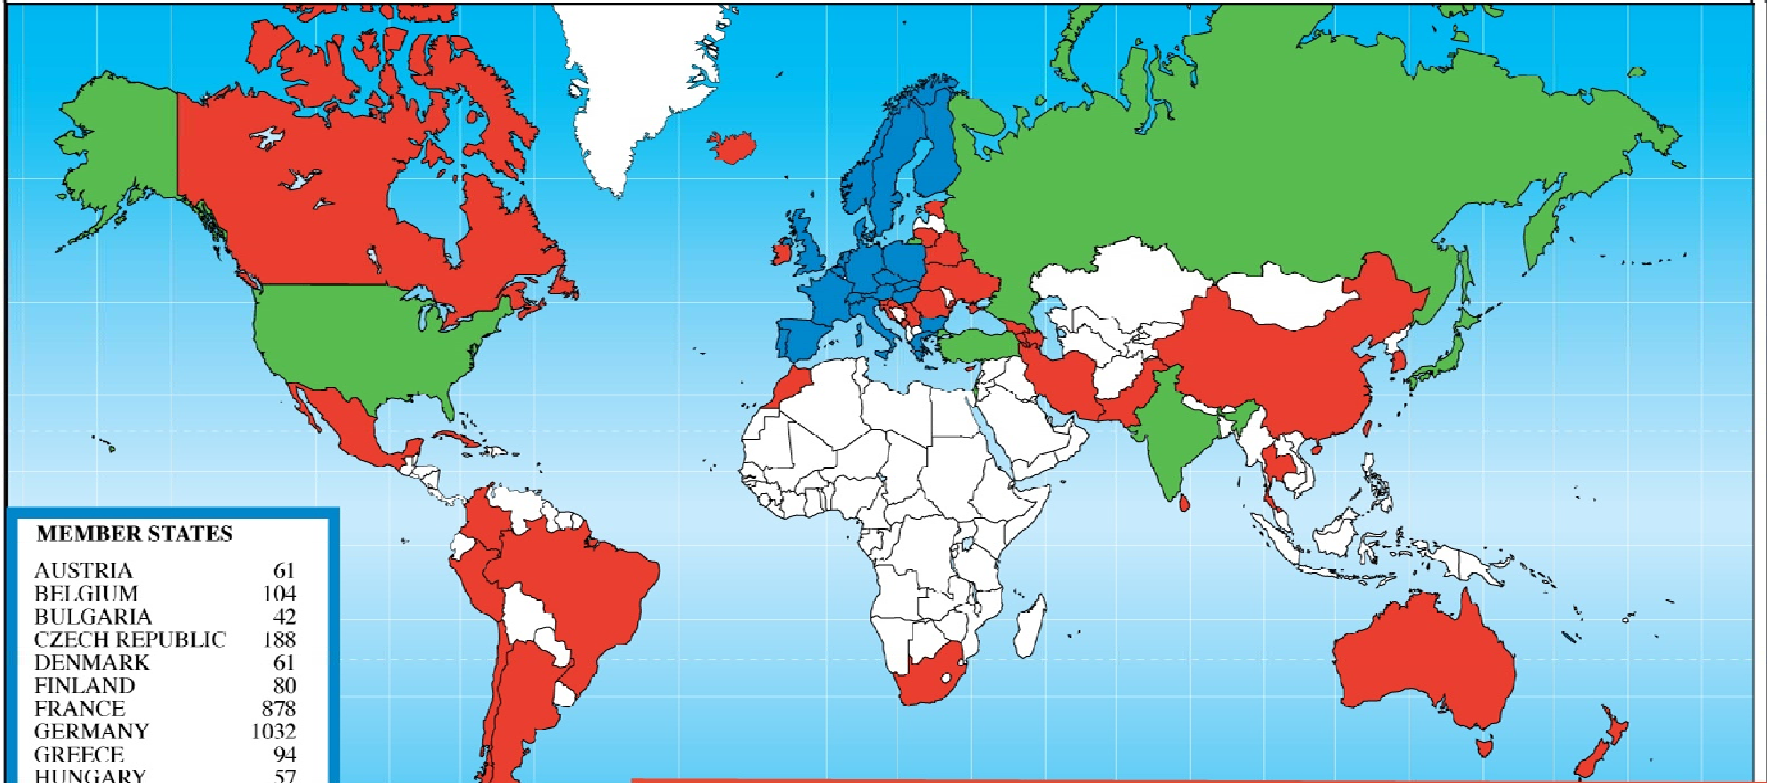 MEMBER STATES
AUSTRIA 61
BELGIUM 104
BULGARIA 42
CZECH REPUBLIC 188
DENMARK 61
FINLAND 80
FRANCE 878
GERMANY 1032
GREECE 94
HUNGARY 57